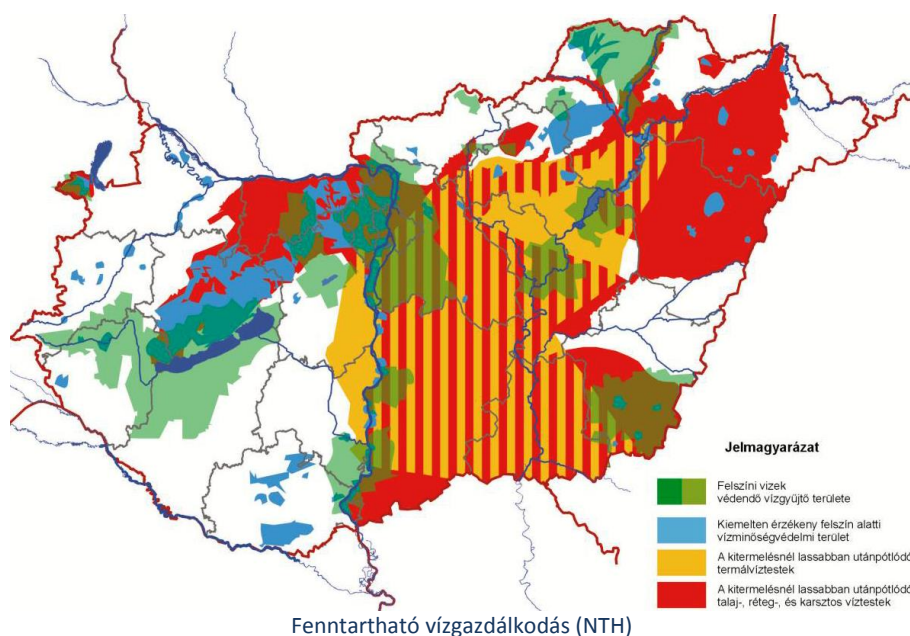 Jelmagyarázat
Felszíni vizek
védendő vízgyüjtő területe
Kiemelten érzékeny felszín alatti
vízminőségvédelmi terület
A kitermelésnél lassabban utánpótlódó
termálvíztestek
A kitermelésnél lassabban utánpótlódó
talaj-, réteg-, és karsztos víztestek
Fenntartható vízgazdálkodás (NTH)